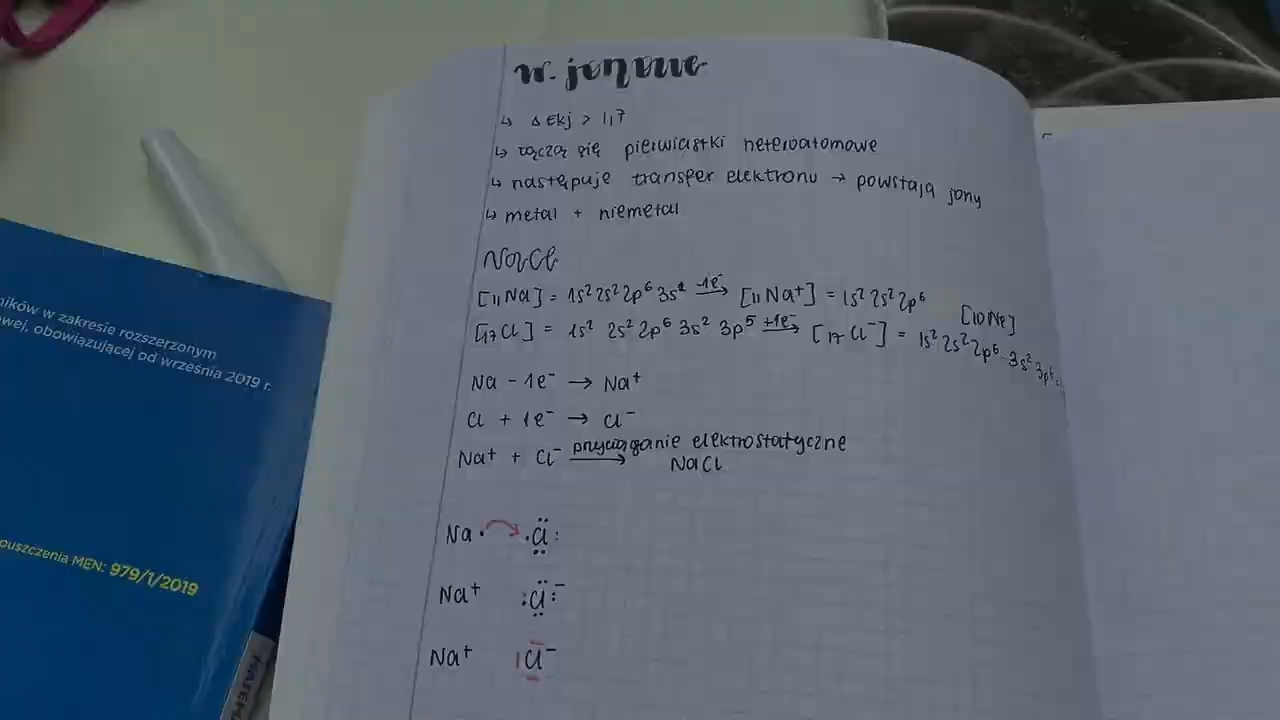 w. jonowe
↳ Δ Ekj > 1,7
↳ łączą się pierwiastki heteroatomowe
↳ następuje transfer elektronu → powstają jony
↳ metal + niemetal
NaCl
[₁₁Na] = 1s² 2s² 2p⁶ 3s¹ -1e⁻→ [₁₁Na⁺] = 1s² 2s² 2p⁶ [10Ne]
[₁₇Cl] = 1s² 2s² 2p⁶ 3s² 3p⁵ +1e⁻→ [₁₇Cl⁻] = 1s² 2s² 2p⁶ 3s² 3p⁶
Na - 1e⁻ → Na⁺
Cl + 1e⁻ → Cl⁻
Na⁺ + Cl⁻ przyciąganie elektrostatyczne → NaCl
Na· ·Cl:
Na⁺ :Cl:⁻
Na⁺ |Cl⁻
ników w zakresie rozszerzonym
owej, obowiązującej od września 2019 r.
puszczenia MEN: 979/1/2019